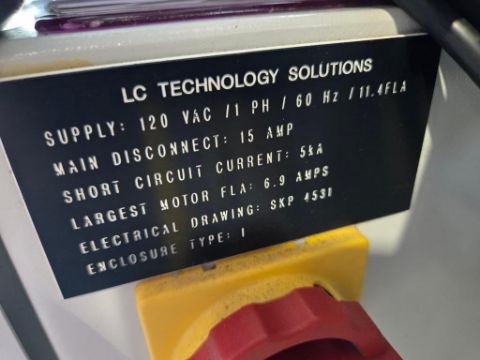 LC TECHNOLOGY SOLUTIONS
SUPPLY: 120 VAC /1 PH / 60 Hz / 11.4FLA
MAIN DISCONNECT: 15 AMP
SHORT CIRCUIT CURRENT: 5kA
LARGEST MOTOR FLA: 6.9 AMPS
ELECTRICAL DRAWING: SKP 4531
ENCLOSURE TYPE: 1